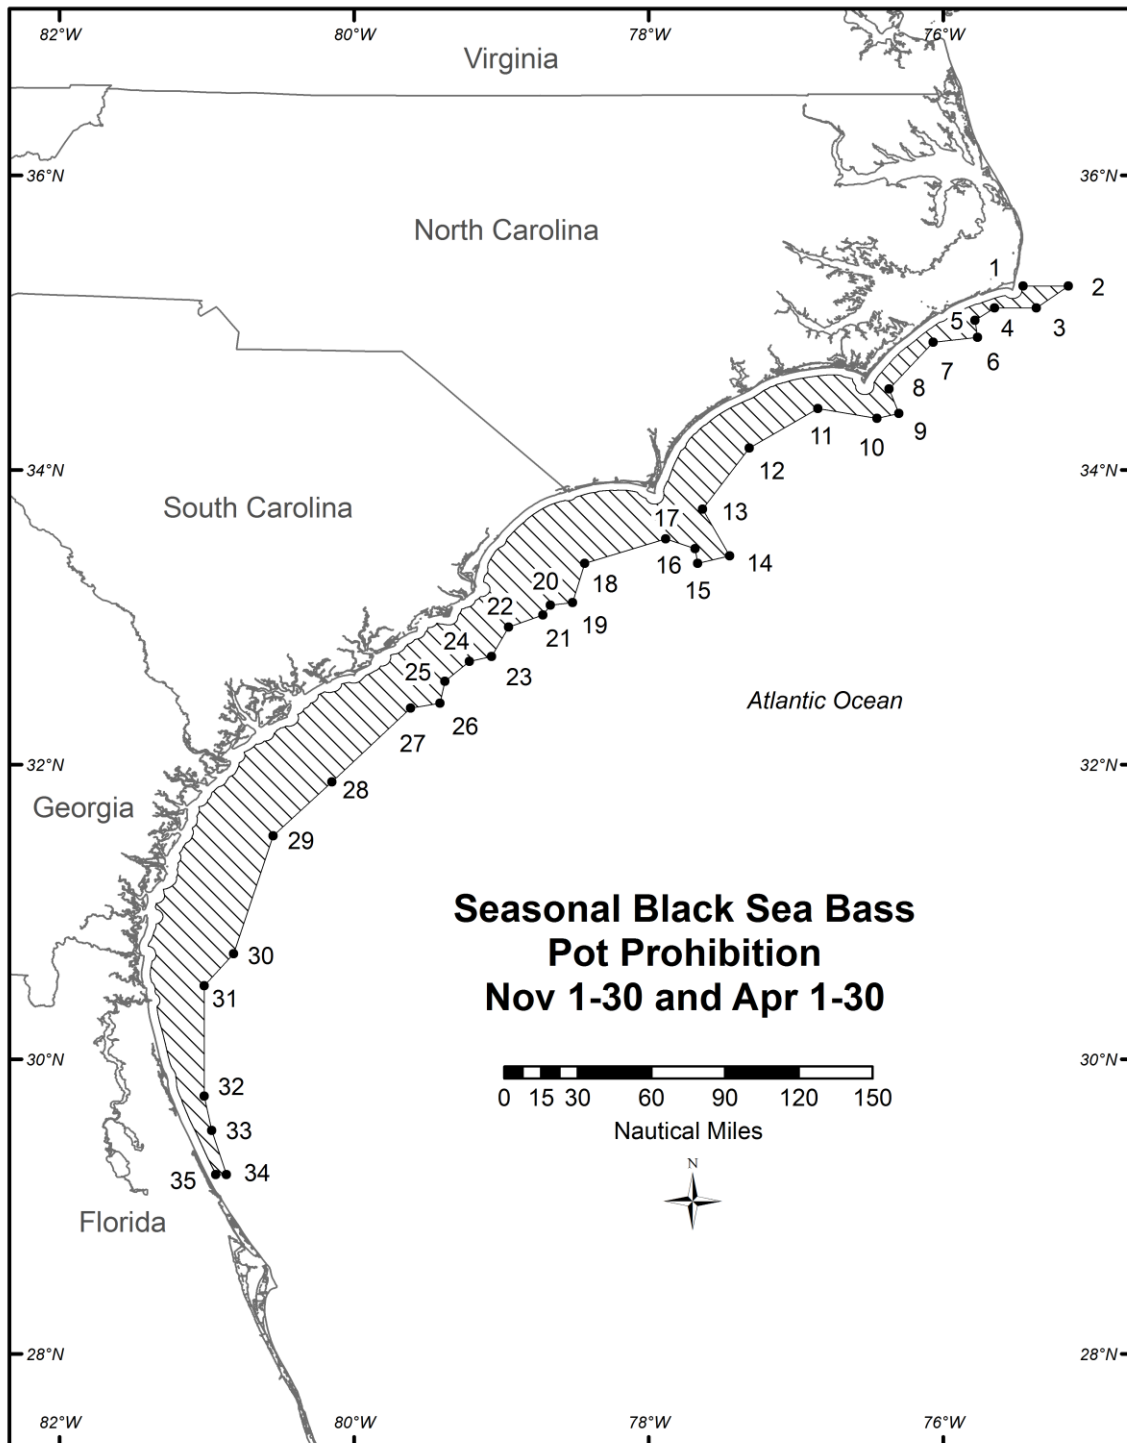 82°W 80°W 78°W 76°W
Virginia
36°N 36°N
North Carolina
1 2
5 4 3
6
7
8
9
10
11
12
34°N 34°N
South Carolina
13
17
16 15 14
18
20
19
22
21
24
23
25
26
27
Atlantic Ocean
32°N 32°N
28
Georgia
29
Seasonal Black Sea Bass
Pot Prohibition
Nov 1-30 and Apr 1-30
30
31
30°N 30°N
32
0 15 30 60 90 120 150
Nautical Miles
33
N
35 34
Florida
28°N 28°N
82°W 80°W 78°W 76°W